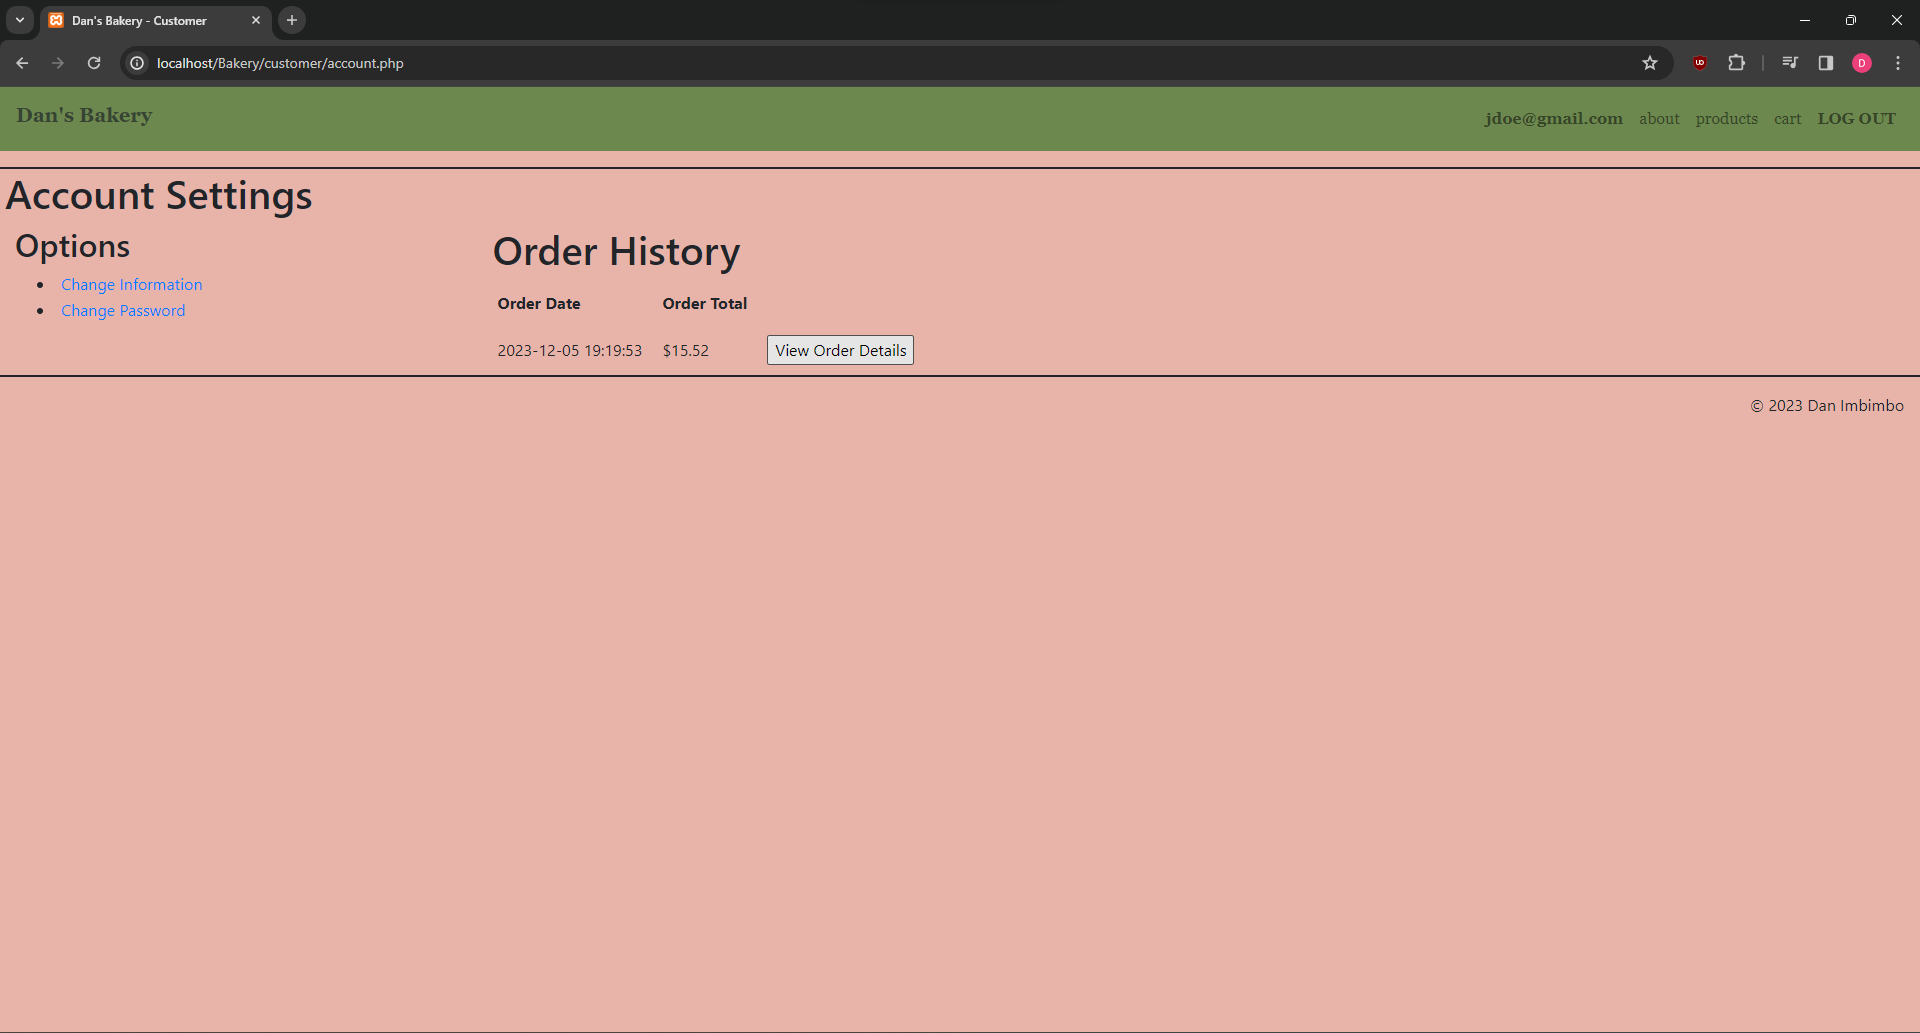 Dan's Bakery - Customer
localhost/Bakery/customer/account.php
D
Dan's Bakery
jdoe@gmail.com about products cart LOG OUT
Account Settings
Options
Change Information
Change Password
Order History
Order Date Order Total
2023-12-05 19:19:53 $15.52 View Order Details
© 2023 Dan Imbimbo